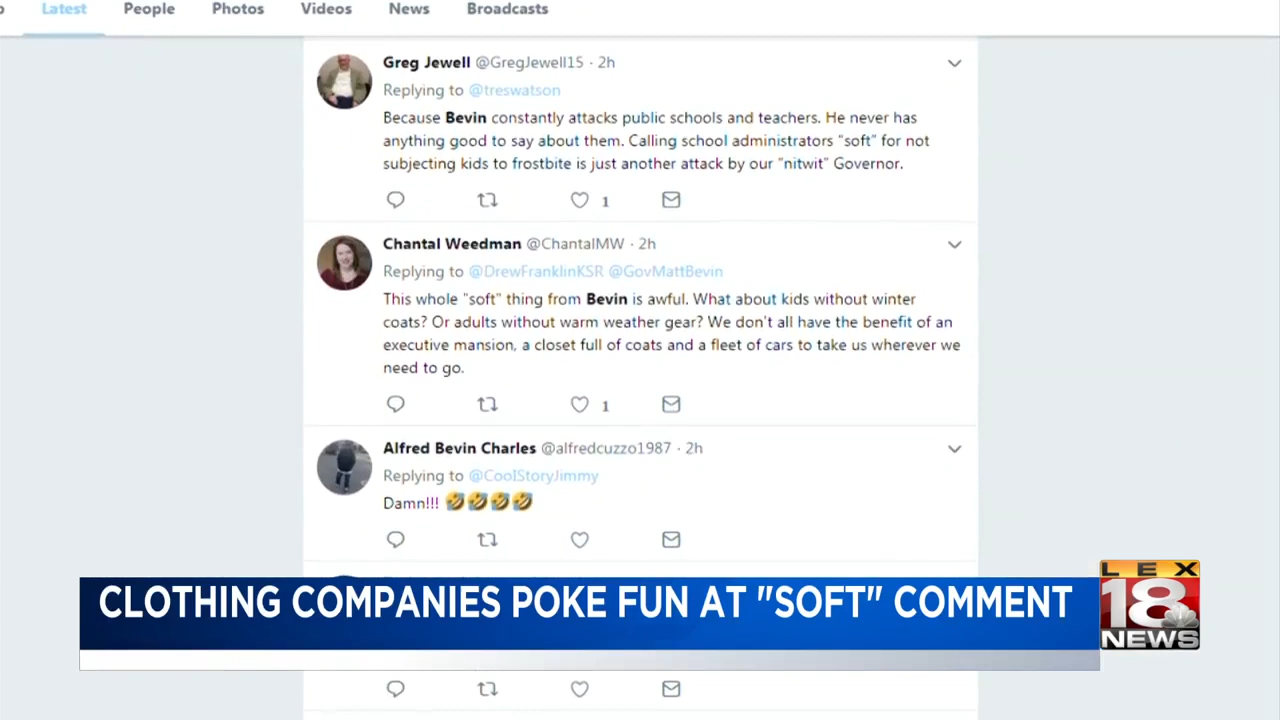 Latest People Photos Videos News Broadcasts
Greg Jewell @GregJewell15 · 2h
Replying to @treswatson
Because Bevin constantly attacks public schools and teachers. He never has
anything good to say about them. Calling school administrators "soft" for not
subjecting kids to frostbite is just another attack by our "nitwit" Governor.
1
Chantal Weedman @ChantalMW · 2h
Replying to @DrewFranklinKSR @GovMattBevin
This whole "soft" thing from Bevin is awful. What about kids without winter
coats? Or adults without warm weather gear? We don't all have the benefit of an
executive mansion, a closet full of coats and a fleet of cars to take us wherever we
need to go.
1
Alfred Bevin Charles @alfredcuzzo1987 · 2h
Replying to @CoolStoryJimmy
Damn!!! 🤣🤣🤣🤣
CLOTHING COMPANIES POKE FUN AT "SOFT" COMMENT
LEX
18
NEWS